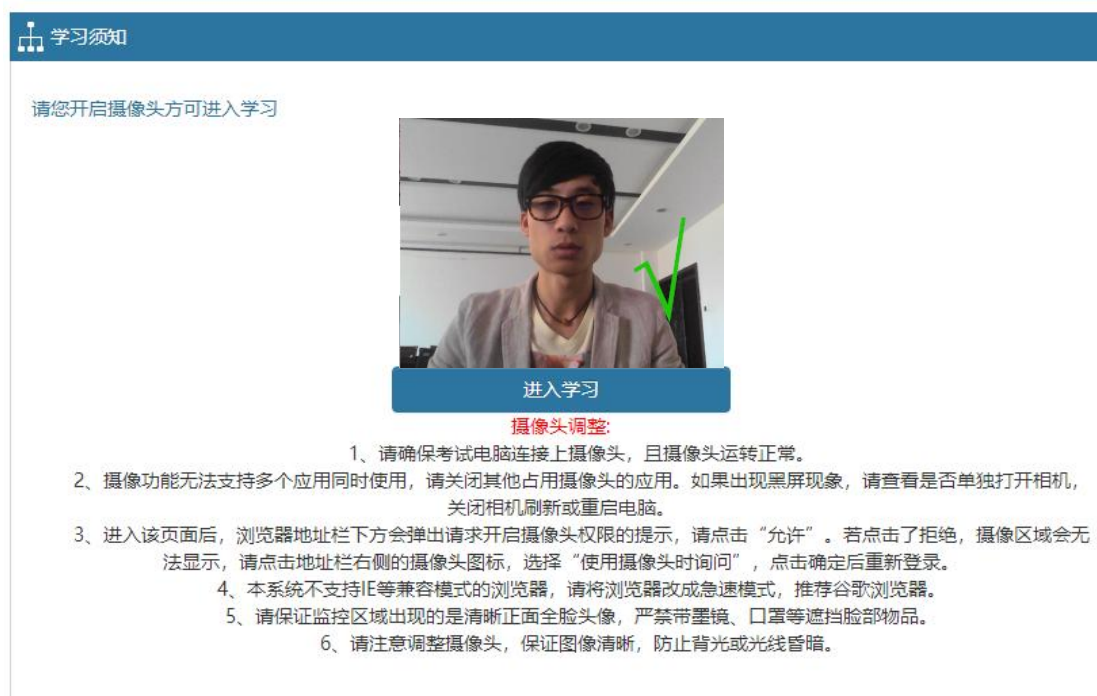 学习须知
请您开启摄像头方可进入学习
进入学习
摄像头调整:
1、请确保考试电脑连接上摄像头，且摄像头运转正常。
2、摄像功能无法支持多个应用同时使用，请关闭其他占用摄像头的应用。如果出现黑屏现象，请查看是否单独打开相机，
关闭相机刷新或重启电脑。
3、进入该页面后，浏览器地址栏下方会弹出请求开启摄像头权限的提示，请点击“允许”。若点击了拒绝，摄像区域会无
法显示，请点击地址栏右侧的摄像头图标，选择“使用摄像头时询问”，点击确定后重新登录。
4、本系统不支持IE等兼容模式的浏览器，请将浏览器改成急速模式，推荐谷歌浏览器。
5、请保证监控区域出现的是清晰正面全脸头像，严禁带墨镜、口罩等遮挡脸部物品。
6、请注意调整摄像头，保证图像清晰，防止背光或光线昏暗。